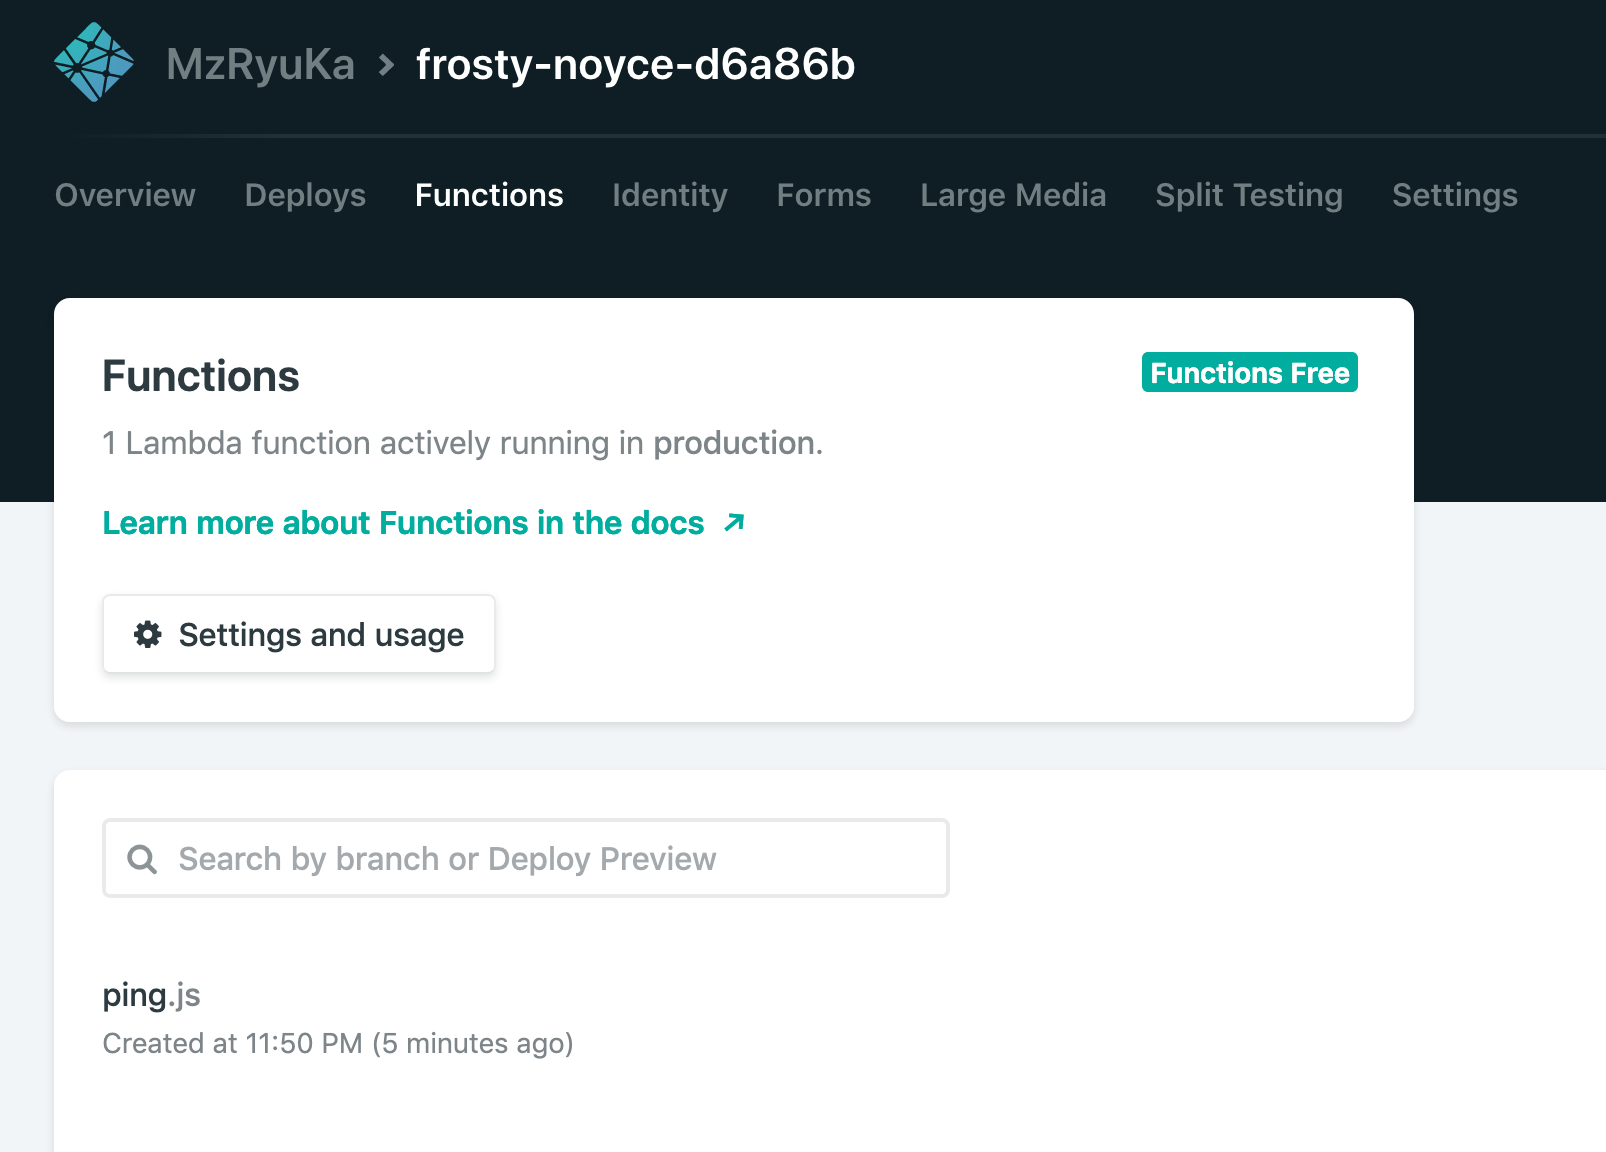 MzRyuKa > frosty-noyce-d6a86b
Overview Deploys Functions Identity Forms Large Media Split Testing Settings
Functions
Functions Free
1 Lambda function actively running in production.
Learn more about Functions in the docs ↗
Settings and usage
Search by branch or Deploy Preview
ping.js
Created at 11:50 PM (5 minutes ago)